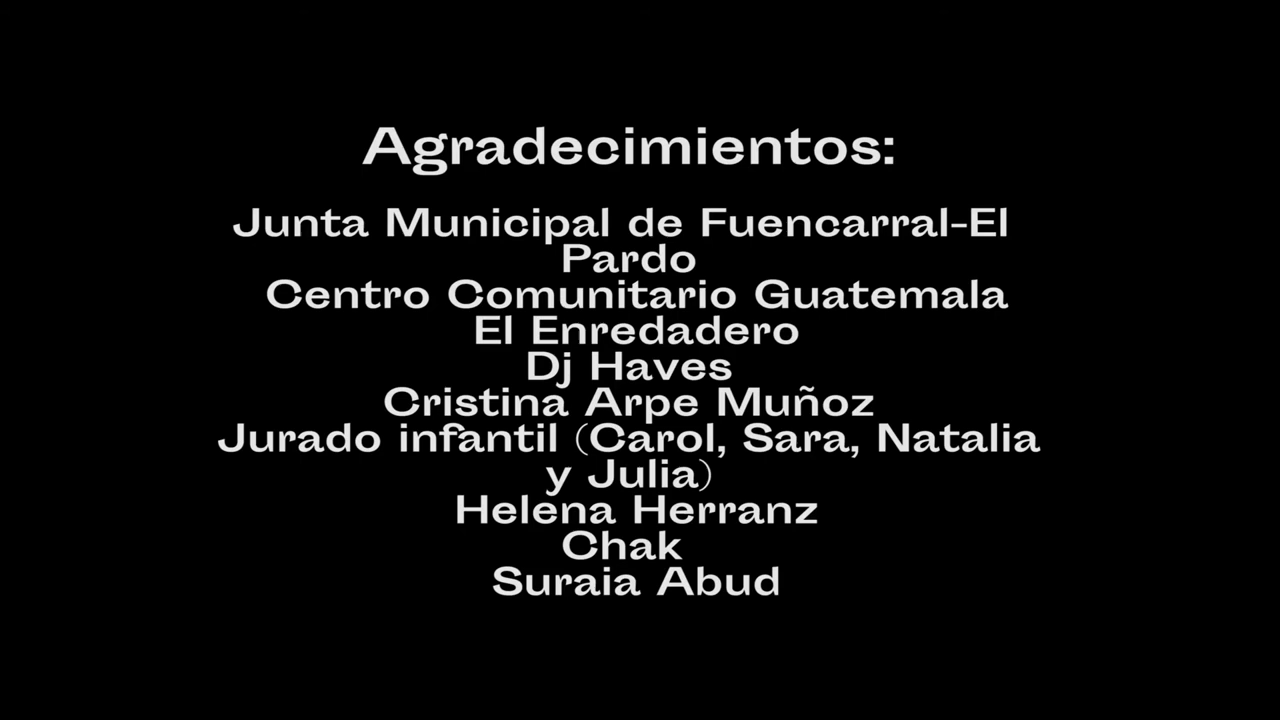 Agradecimientos:
Junta Municipal de Fuencarral-El
Pardo
Centro Comunitario Guatemala
El Enredadero
Dj Haves
Cristina Arpe Muñoz
Jurado infantil (Carol, Sara, Natalia
y Julia)
Helena Herranz
Chak
Suraia Abud